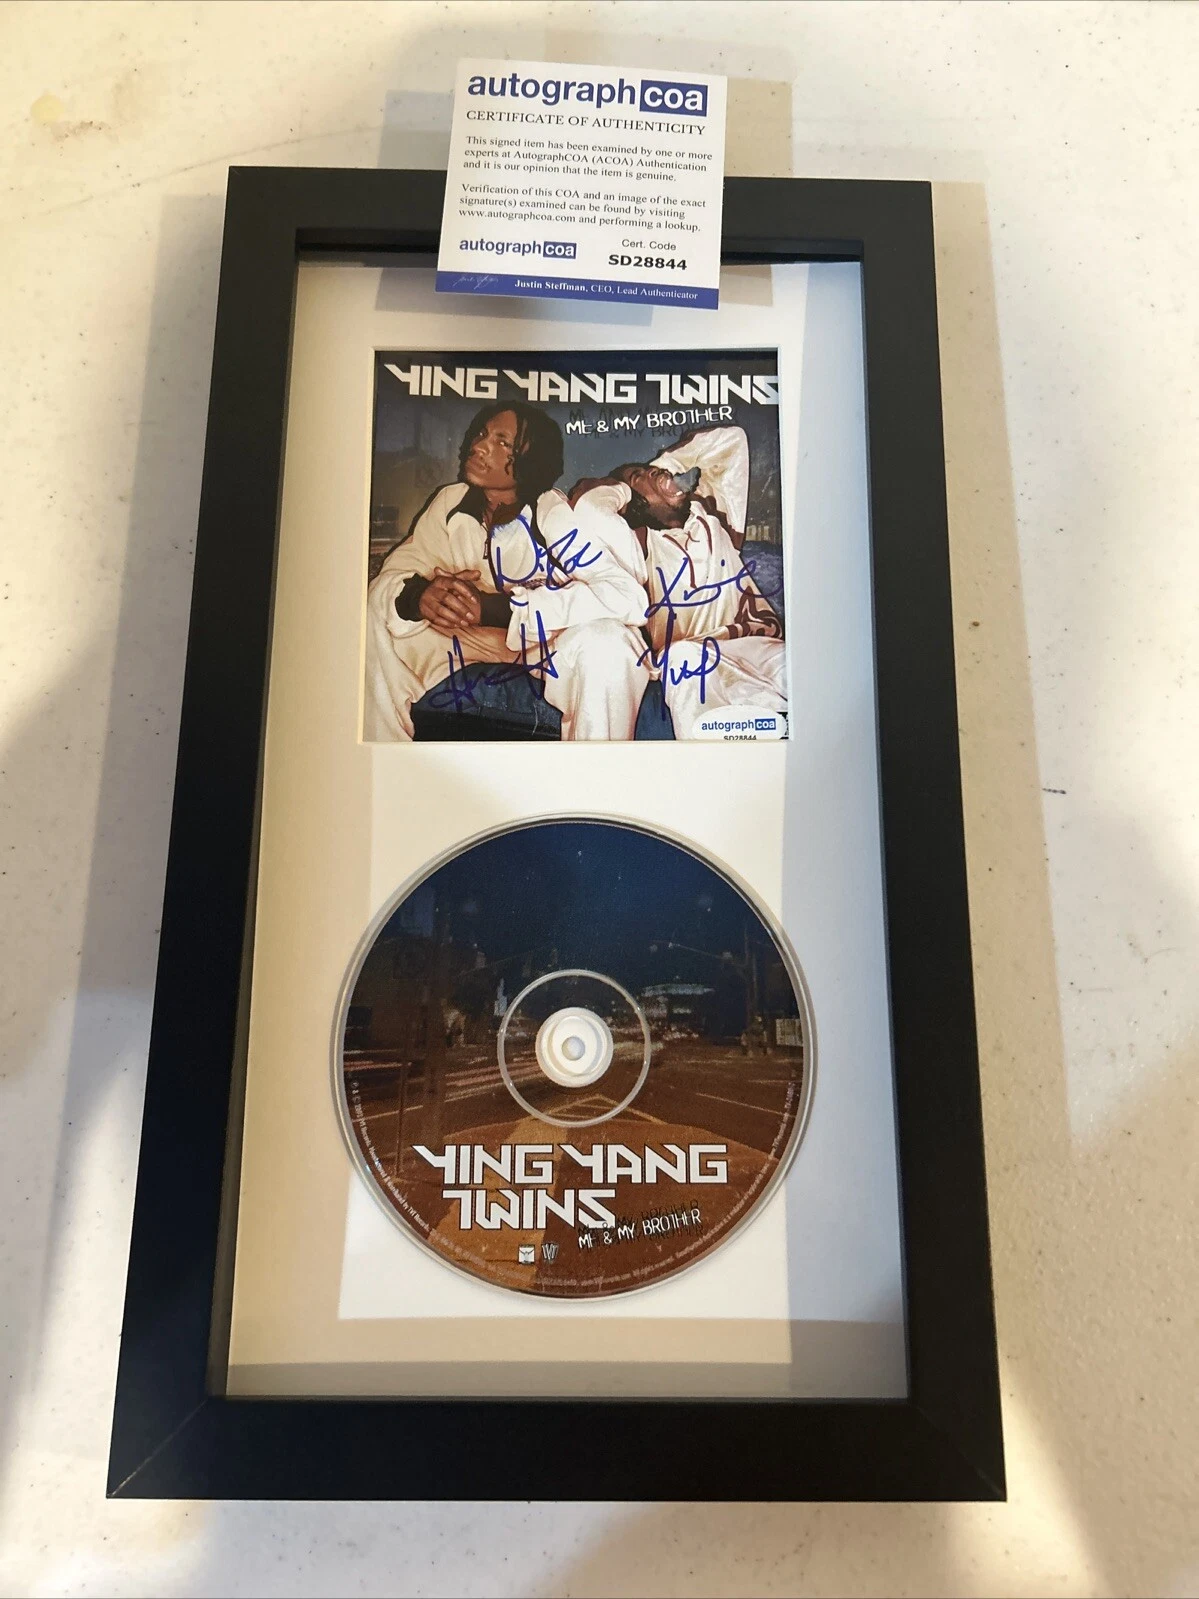 autographcoa
CERTIFICATE OF AUTHENTICITY
This signed item has been examined by one or more
experts at AutographCOA (ACOA) Authentication
and it is our opinion that the item is genuine.
Verification of this COA and an image of the exact
signature(s) examined can be found by visiting
www.autographcoa.com and performing a lookup.
autographcoa
Cert. Code
SD28844
Justin Steffman, CEO, Lead Authenticator
YING YANG TWINS
ME & MY BROTHER
autographcoa
SD28844
YING YANG
TWINS
ME & MY BROTHER